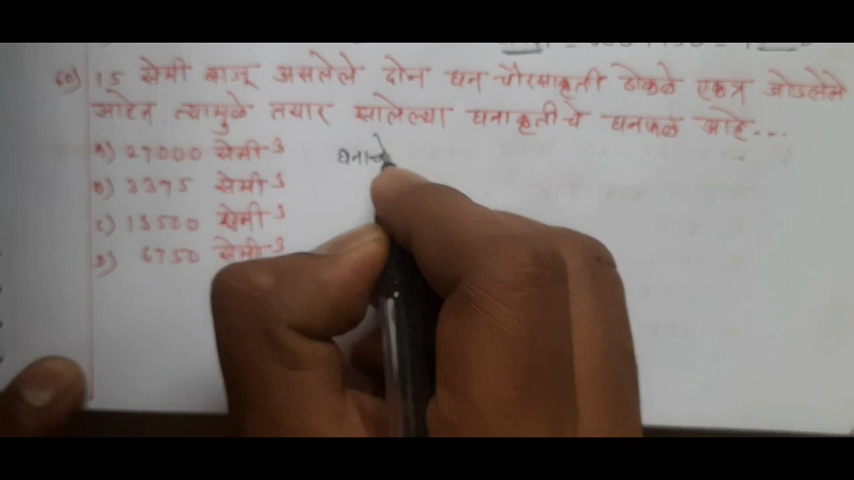 60) 15 सेमी बाजू असलेले दोन घन चौरसाकृती ठोकळे एकत्र जोडलेले
आहेत. त्यामुळे तयार झालेल्या घनाकृतीचे घनफळ आहे...
A) 27000 सेमी³
घनाचे
B) 3375 सेमी³
C) 13500 सेमी³
D) 6750 सेमी³